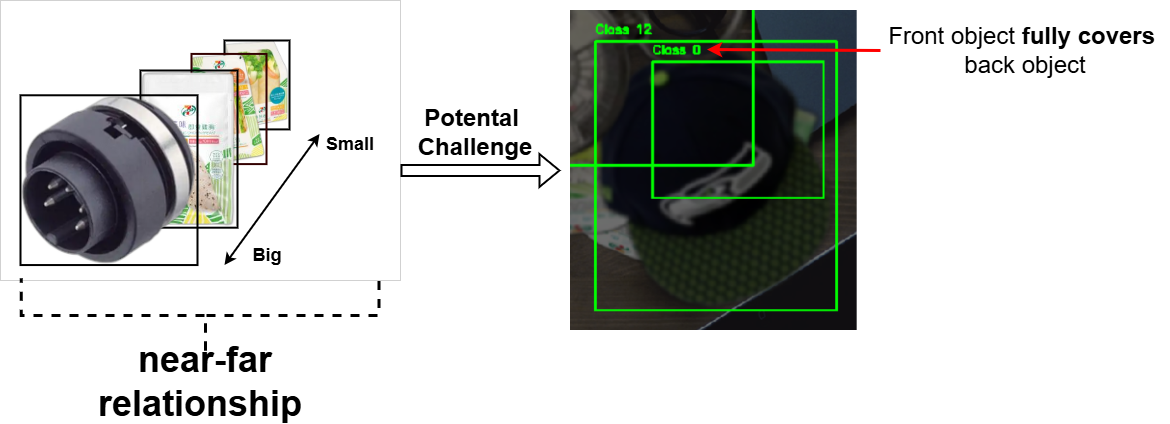 Small
Big
near-far
relationship
Potental
Challenge
Class 12
Class 0
Front object fully covers
back object